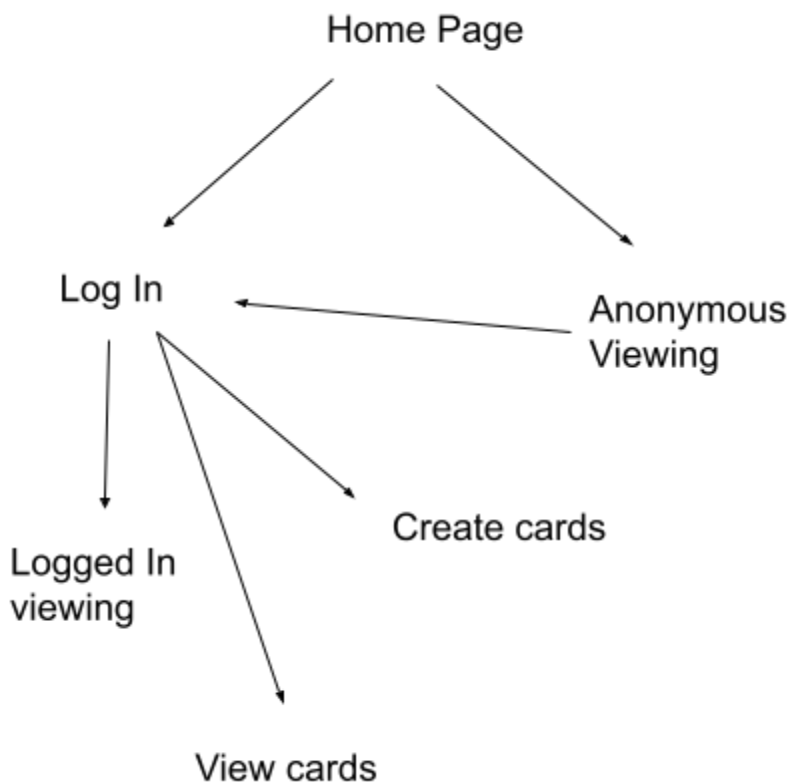 Home Page
Log In
Anonymous
Viewing
Create cards
Logged In
viewing
View cards